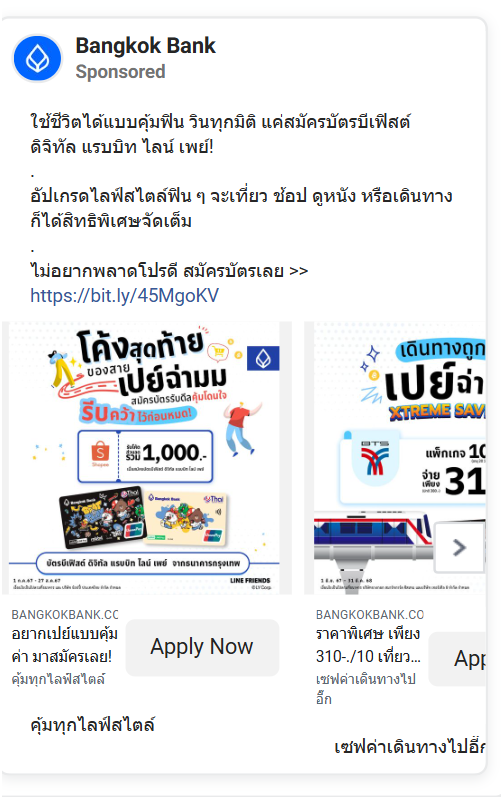 Bangkok Bank
Sponsored
ใช้ชีวิตได้แบบคุ้มฟิน วินทุกมิติ แค่สมัครบัตรบีเฟิสต์
ดิจิทัล แรบบิท ไลน์ เพย์!
.
อัปเกรดไลฟ์สไตล์ฟิน ๆ จะเที่ยว ช้อป ดูหนัง หรือเดินทาง
ก็ได้สิทธิพิเศษจัดเต็ม
.
ไม่อยากพลาดโปรดี สมัครบัตรเลย >>
https://bit.ly/45MgoKV
โค้งสุดท้าย
ของสาย
เปย์ฉ่ำมม
สมัครบัตรรับดีลคุ้มโดนใจ
รีบคว้า ไว้ก่อนหมด!
Shopee
รวม 1,000.-
Bangkok Bank
Bangkok Bank
บัตรบีเฟิสต์ ดิจิทัล แรบบิท ไลน์ เพย์ จากธนาคารกรุงเทพ
LINE FRIENDS
เดินทางถูก
เปย์ฉ่ำ
XTREME SAV
BTS
แพ็กเกจ 10
จ่าย
เพียง
31
BANGKOKBANK.CC
อยากเปย์แบบคุ้ม
ค่า มาสมัครเลย!
คุ้มทุกไลฟ์สไตล์
Apply Now
คุ้มทุกไลฟ์สไตล์
BANGKOKBANK.CO
ราคาพิเศษ เพียง
310-./10 เที่ยว...
เซฟค่าเดินทางไป
อี๊ก
App
เซฟค่าเดินทางไปอี๊ก